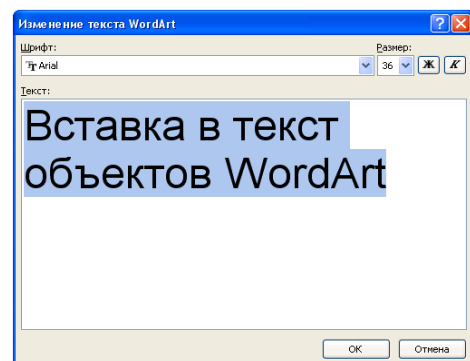 Изменение текста WordArt
Шрифт:
Размер:
Arial
36
Ж
К
Текст:
Вставка в текст
объектов WordArt
ОК
Отмена